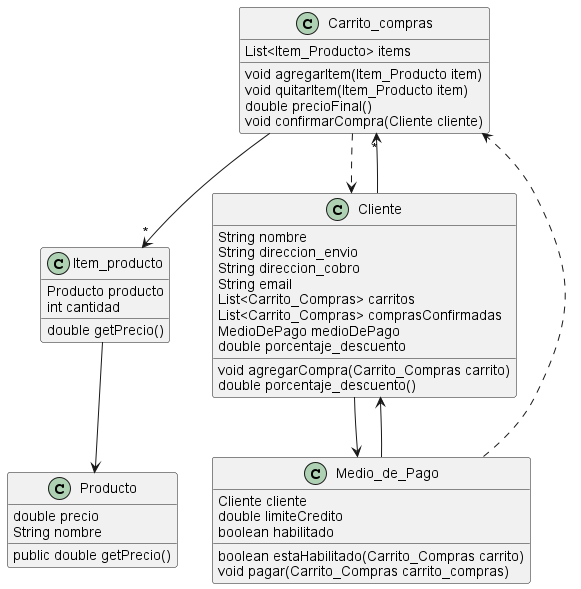 C Carrito_compras
List<Item_Producto> items
void agregarItem(Item_Producto item)
void quitarItem(Item_Producto item)
double precioFinal()
void confirmarCompra(Cliente cliente)
*
*
C Cliente
String nombre
String direccion_envio
String direccion_cobro
String email
List<Carrito_Compras> carritos
List<Carrito_Compras> comprasConfirmadas
MedioDePago medioDePago
double porcentaje_descuento
void agregarCompra(Carrito_Compras carrito)
double porcentaje_descuento()
C Item_producto
Producto producto
int cantidad
double getPrecio()
C Producto
double precio
String nombre
public double getPrecio()
C Medio_de_Pago
Cliente cliente
double limiteCredito
boolean habilitado
boolean estaHabilitado(Carrito_Compras carrito)
void pagar(Carrito_Compras carrito_compras)